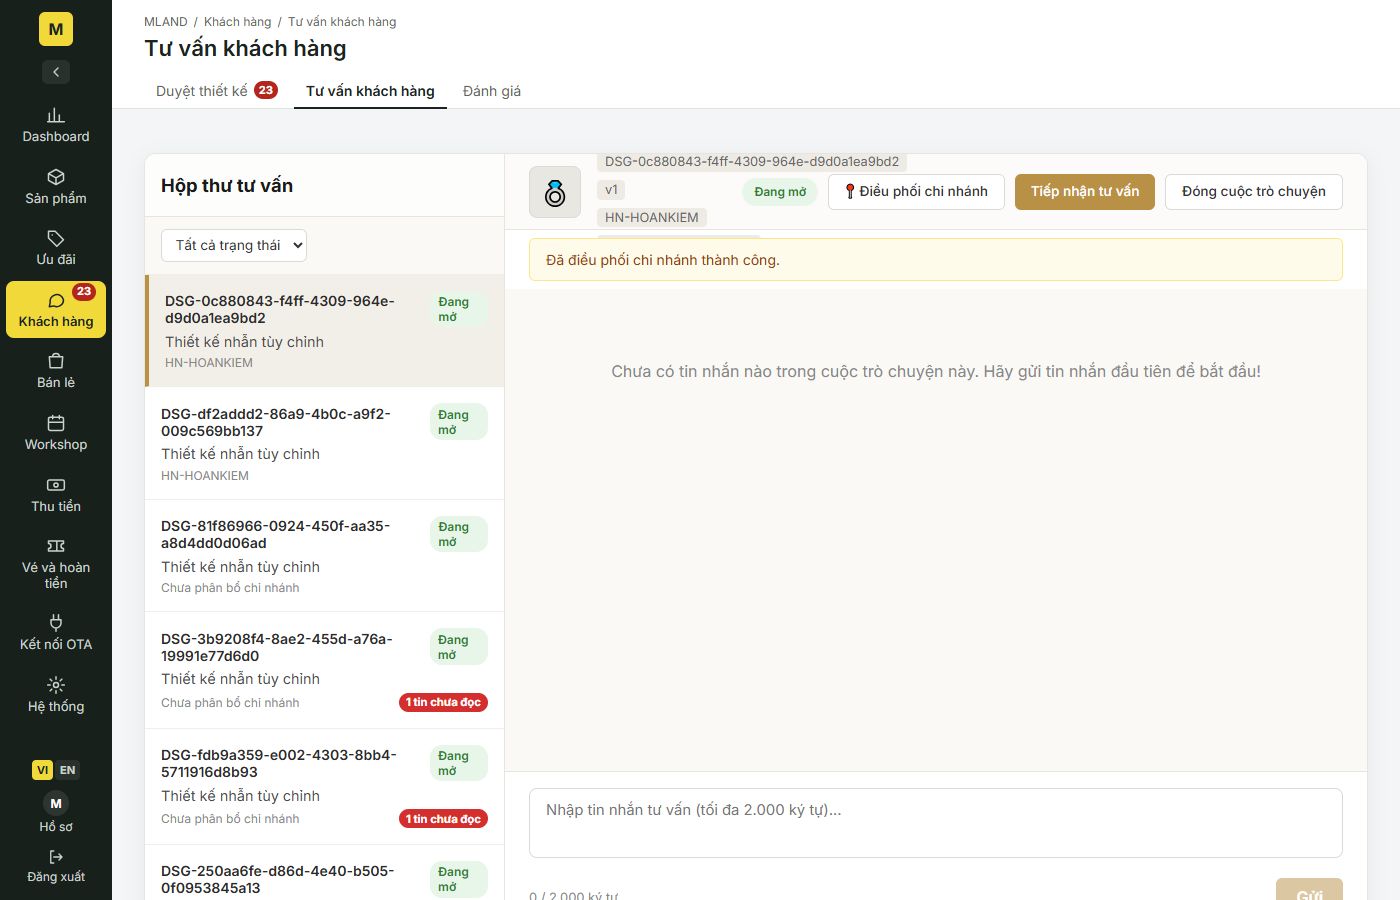 M
Dashboard
Sản phẩm
Ưu đãi
23
Khách hàng
Bán lẻ
Workshop
Thu tiền
Vé và hoàn
tiền
Kết nối OTA
Hệ thống
VI EN
M
Hồ sơ
Đăng xuất
MLAND / Khách hàng / Tư vấn khách hàng
Tư vấn khách hàng
Duyệt thiết kế 23 Tư vấn khách hàng Đánh giá
Hộp thư tư vấn
Tất cả trạng thái
DSG-0c880843-f4ff-4309-964e-
d9d0a1ea9bd2
Đang
mở
Thiết kế nhẫn tùy chỉnh
HN-HOANKIEM
DSG-df2addd2-86a9-4b0c-a9f2-
009c569bb137
Đang
mở
Thiết kế nhẫn tùy chỉnh
HN-HOANKIEM
DSG-81f86966-0924-450f-aa35-
a8d4dd0d06ad
Đang
mở
Thiết kế nhẫn tùy chỉnh
Chưa phân bổ chi nhánh
DSG-3b9208f4-8ae2-455d-a76a-
19991e77d6d0
Đang
mở
Thiết kế nhẫn tùy chỉnh
Chưa phân bổ chi nhánh
1 tin chưa đọc
DSG-fdb9a359-e002-4303-8bb4-
5711916d8b93
Đang
mở
Thiết kế nhẫn tùy chỉnh
Chưa phân bổ chi nhánh
1 tin chưa đọc
DSG-250aa6fe-d86d-4e40-b505-
0f0953845a13
Đang
mở
DSG-0c880843-f4ff-4309-964e-d9d0a1ea9bd2
v1
HN-HOANKIEM
Đang mở
Điều phối chi nhánh
Tiếp nhận tư vấn
Đóng cuộc trò chuyện
Đã điều phối chi nhánh thành công.
Chưa có tin nhắn nào trong cuộc trò chuyện này. Hãy gửi tin nhắn đầu tiên để bắt đầu!
Nhập tin nhắn tư vấn (tối đa 2.000 ký tự)...
0 / 2.000 ký tự
Gửi